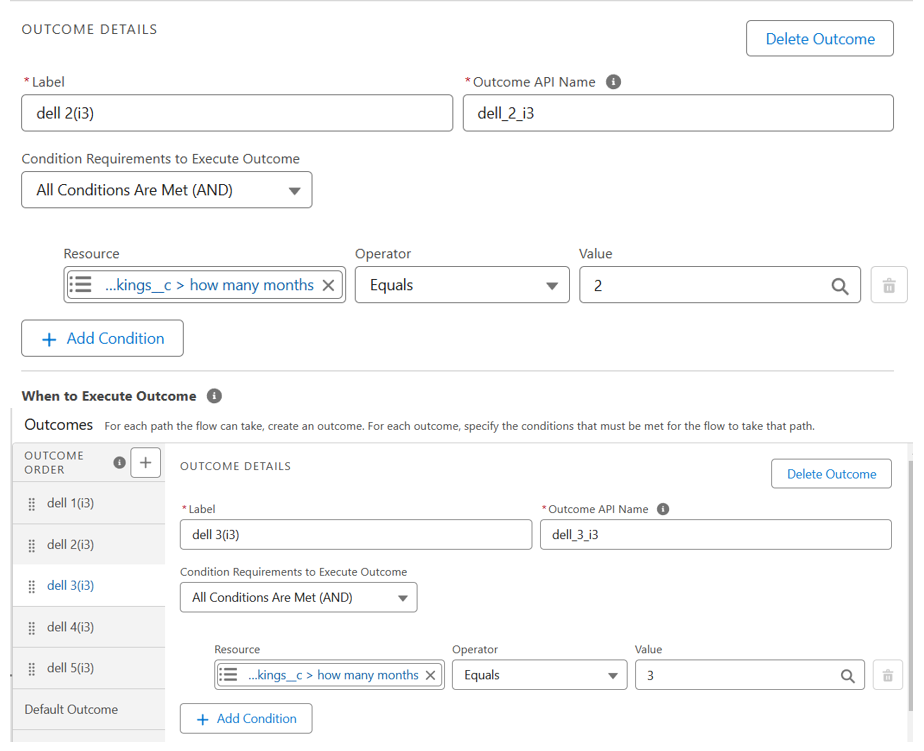 OUTCOME DETAILS
Delete Outcome
*Label
*Outcome API Name
dell 2(i3)
dell_2_i3
Condition Requirements to Execute Outcome
All Conditions Are Met (AND)
Resource
Operator
Value
...kings__c > how many months
Equals
2
+ Add Condition
When to Execute Outcome
Outcomes For each path the flow can take, create an outcome. For each outcome, specify the conditions that must be met for the flow to take that path.
OUTCOME
ORDER
dell 1(i3)
dell 2(i3)
dell 3(i3)
dell 4(i3)
dell 5(i3)
Default Outcome
OUTCOME DETAILS
Delete Outcome
*Label
*Outcome API Name
dell 3(i3)
dell_3_i3
Condition Requirements to Execute Outcome
All Conditions Are Met (AND)
Resource
Operator
Value
...kings__c > how many months
Equals
3
+ Add Condition